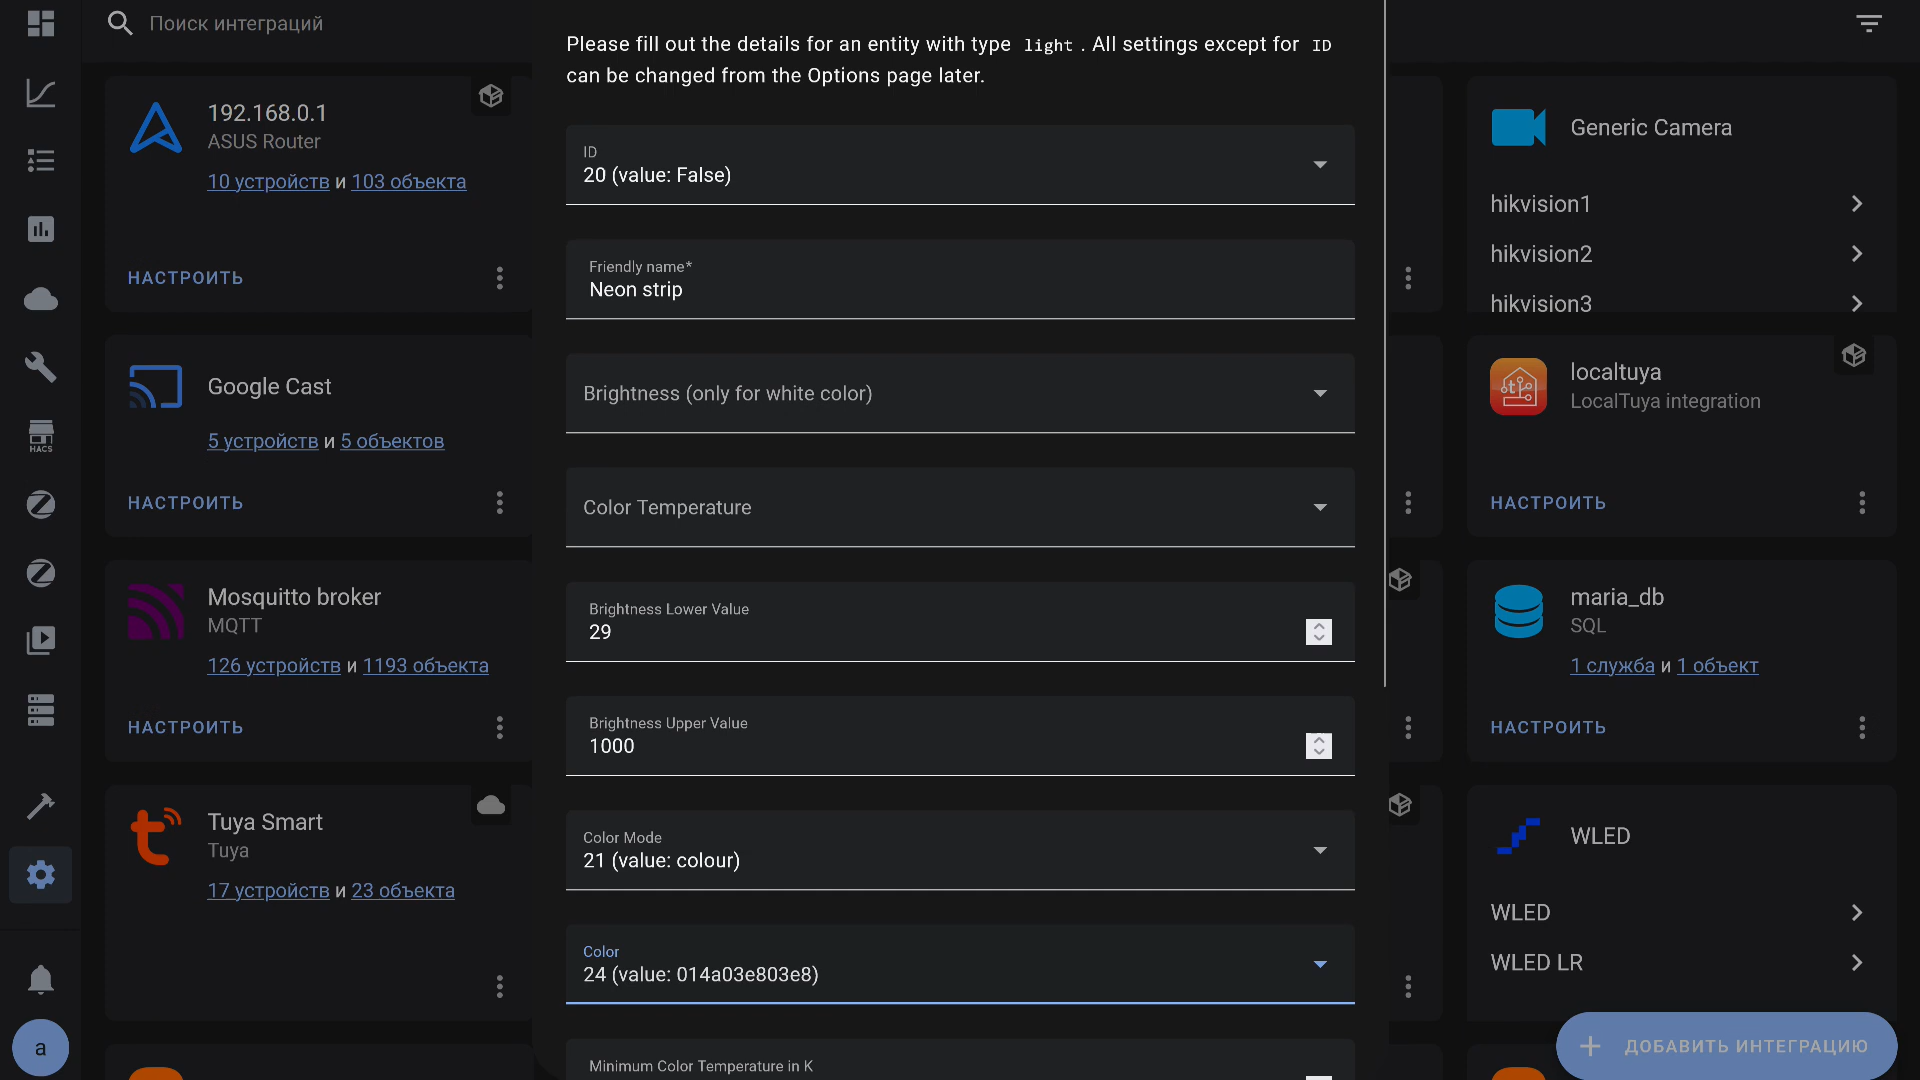 Поиск интеграций
192.168.0.1
ASUS Router
10 устройств и 103 объекта
НАСТРОИТЬ
Google Cast
5 устройств и 5 объектов
НАСТРОИТЬ
HACS
Mosquitto broker
MQTT
126 устройств и 1193 объекта
НАСТРОИТЬ
Tuya Smart
Tuya
17 устройств и 23 объекта
a
Please fill out the details for an entity with type light . All settings except for ID
can be changed from the Options page later.
ID
20 (value: False)
Friendly name*
Neon strip
Brightness (only for white color)
Color Temperature
Brightness Lower Value
29
Brightness Upper Value
1000
Color Mode
21 (value: colour)
Color
24 (value: 014a03e803e8)
Minimum Color Temperature in K
Generic Camera
hikvision1
hikvision2
hikvision3
localtuya
LocalTuya integration
НАСТРОИТЬ
maria_db
SQL
1 служба и 1 объект
НАСТРОИТЬ
WLED
WLED
WLED LR
ДОБАВИТЬ ИНТЕГРАЦИЮ